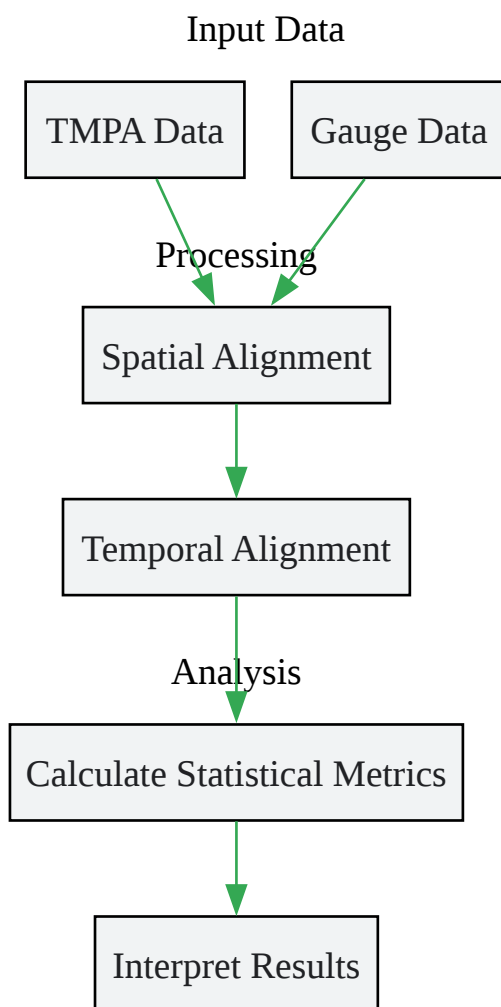 Input Data
TMPA Data
Gauge Data
Processing
Spatial Alignment
Temporal Alignment
Analysis
Calculate Statistical Metrics
Interpret Results